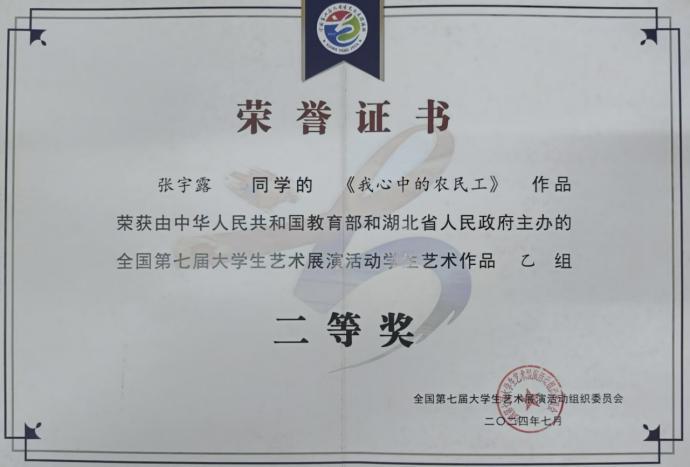 荣誉证书
张宇露 同学的 《我心中的农民工》 作品
荣获由中华人民共和国教育部和湖北省人民政府主办的
全国第七届大学生艺术展演活动学生艺术作品 乙 组
二等奖
全国第七届大学生艺术展演活动组织委员会
二〇二四年七月